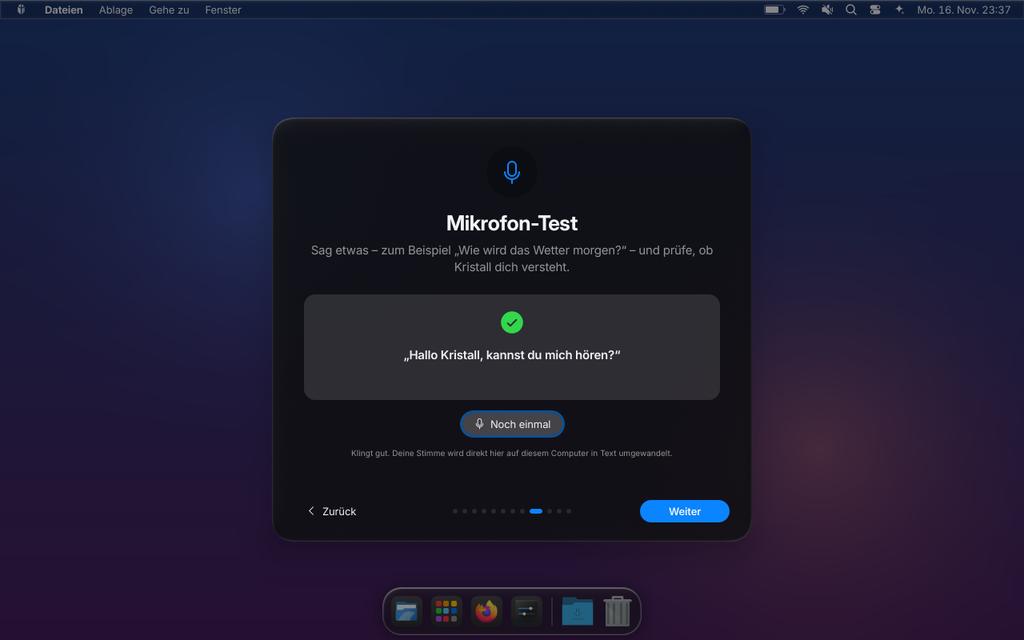 Dateien Ablage Gehe zu Fenster Mo. 16. Nov. 23:37
Mikrofon-Test
Sag etwas – zum Beispiel „Wie wird das Wetter morgen?“ – und prüfe, ob
Kristall dich versteht.
„Hallo Kristall, kannst du mich hören?“
Noch einmal
Klingt gut. Deine Stimme wird direkt hier auf diesem Computer in Text umgewandelt.
Zurück Weiter